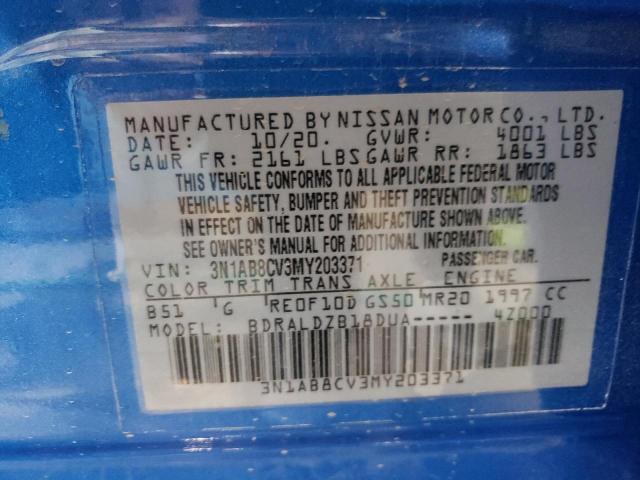 MANUFACTURED BY NISSAN MOTOR CO., LTD.
DATE: 10/20. GVWR: 4001 LBS
GAWR FR: 2161 LBS GAWR RR: 1863 LBS
THIS VEHICLE CONFORMS TO ALL APPLICABLE FEDERAL MOTOR
VEHICLE SAFETY, BUMPER AND THEFT PREVENTION STANDARDS
IN EFFECT ON THE DATE OF MANUFACTURE SHOWN ABOVE.
SEE OWNER'S MANUAL FOR ADDITIONAL INFORMATION.
VIN: 3N1AB8CV3MY203371 PASSENGER CAR.
COLOR TRIM TRANS AXLE ENGINE
B51 G RE0F10D GS50 MR20 1997 CC
MODEL: BDRALDZB18DUA----- 4Z000
3N1AB8CV3MY203371